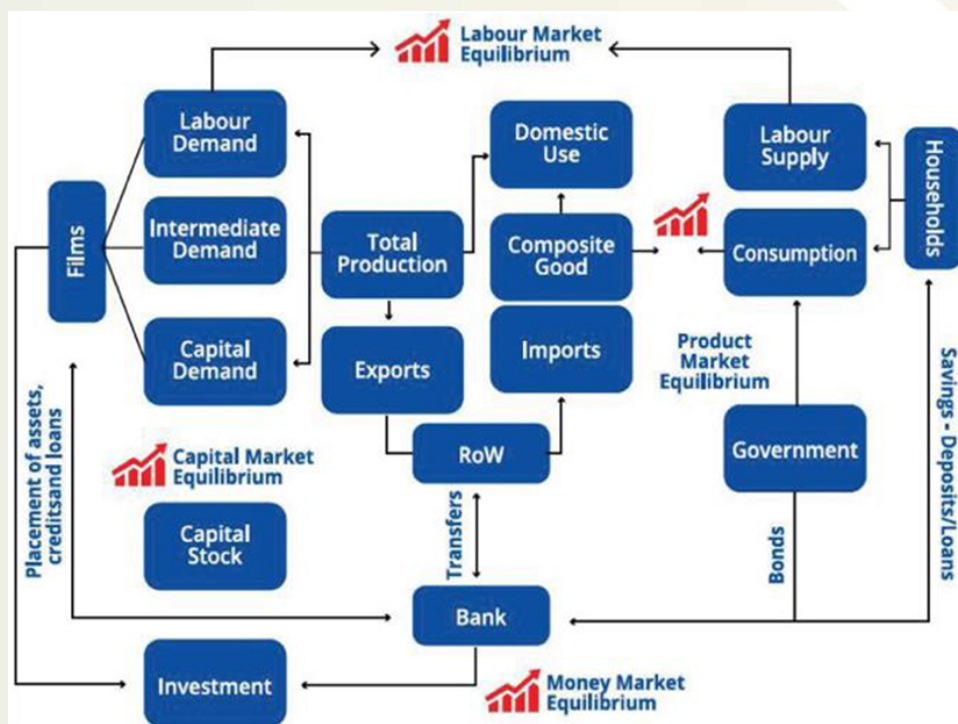 Labour Market
Equilibrium
Labour
Demand
Domestic
Use
Labour
Supply
Households
Films
Intermediate
Demand
Total
Production
Composite
Good
Consumption
Capital
Demand
Exports
Imports
Product
Market
Equilibrium
Placement of assets,
creditsand loans
Capital Market
Equilibrium
RoW
Government
Savings - Deposits/Loans
Capital
Stock
Transfers
Bonds
Bank
Investment
Money Market
Equilibrium